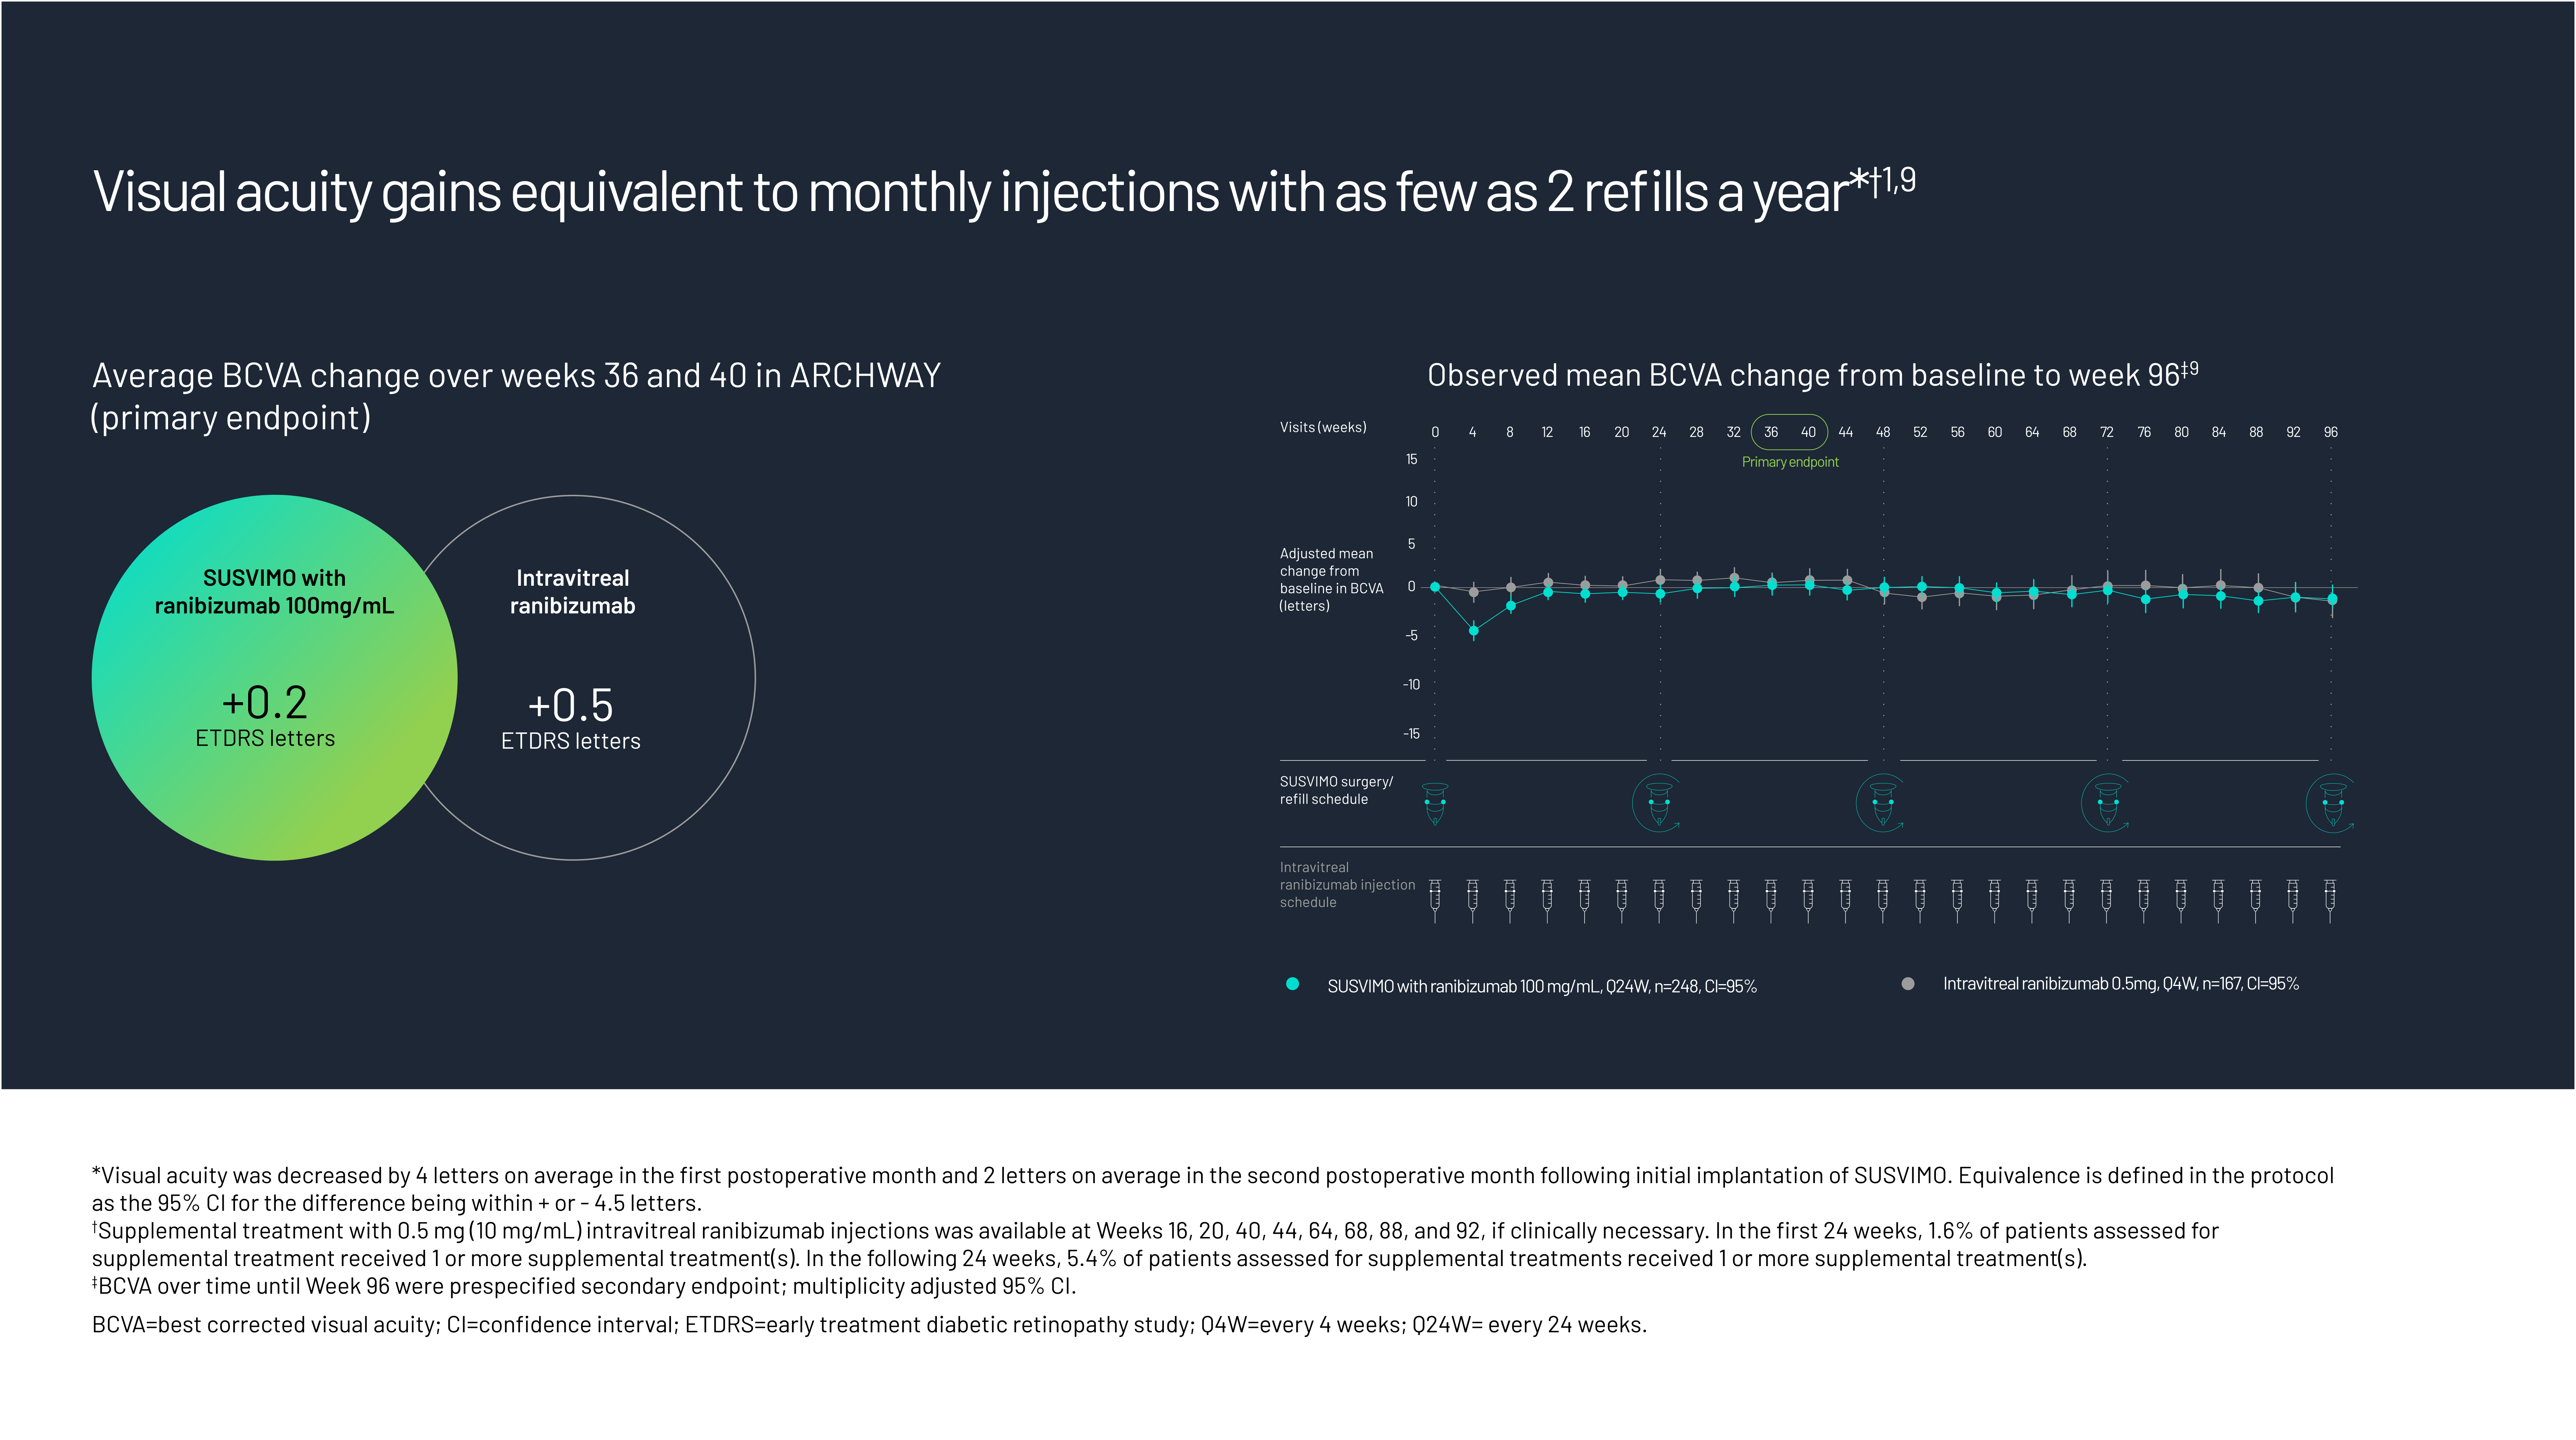 Visual acuity gains equivalent to monthly injections with as few as 2 refills a year*†1,9
Average BCVA change over weeks 36 and 40 in ARCHWAY
(primary endpoint)
SUSVIMO with
ranibizumab 100mg/mL
+0.2
ETDRS letters
Intravitreal
ranibizumab
+0.5
ETDRS letters
Observed mean BCVA change from baseline to week 96‡9
Visits (weeks)
0 4 8 12 16 20 24 28 32 36 40 44 48 52 56 60 64 68 72 76 80 84 88 92 96
Primary endpoint
15
10
5
0
-5
-10
-15
Adjusted mean
change from
baseline in BCVA
(letters)
SUSVIMO surgery/
refill schedule
Intravitreal
ranibizumab injection
schedule
SUSVIMO with ranibizumab 100 mg/mL, Q24W, n=248, CI=95%
Intravitreal ranibizumab 0.5mg, Q4W, n=167, CI=95%
*Visual acuity was decreased by 4 letters on average in the first postoperative month and 2 letters on average in the second postoperative month following initial implantation of SUSVIMO. Equivalence is defined in the protocol
as the 95% CI for the difference being within + or - 4.5 letters.
†Supplemental treatment with 0.5 mg (10 mg/mL) intravitreal ranibizumab injections was available at Weeks 16, 20, 40, 44, 64, 68, 88, and 92, if clinically necessary. In the first 24 weeks, 1.6% of patients assessed for
supplemental treatment received 1 or more supplemental treatment(s). In the following 24 weeks, 5.4% of patients assessed for supplemental treatments received 1 or more supplemental treatment(s).
‡BCVA over time until Week 96 were prespecified secondary endpoint; multiplicity adjusted 95% CI.
BCVA=best corrected visual acuity; CI=confidence interval; ETDRS=early treatment diabetic retinopathy study; Q4W=every 4 weeks; Q24W= every 24 weeks.